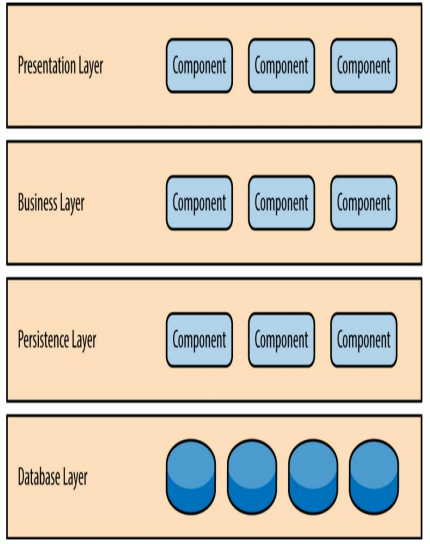 Presentation Layer Component Component Component
Business Layer Component Component Component
Persistence Layer Component Component Component
Database Layer